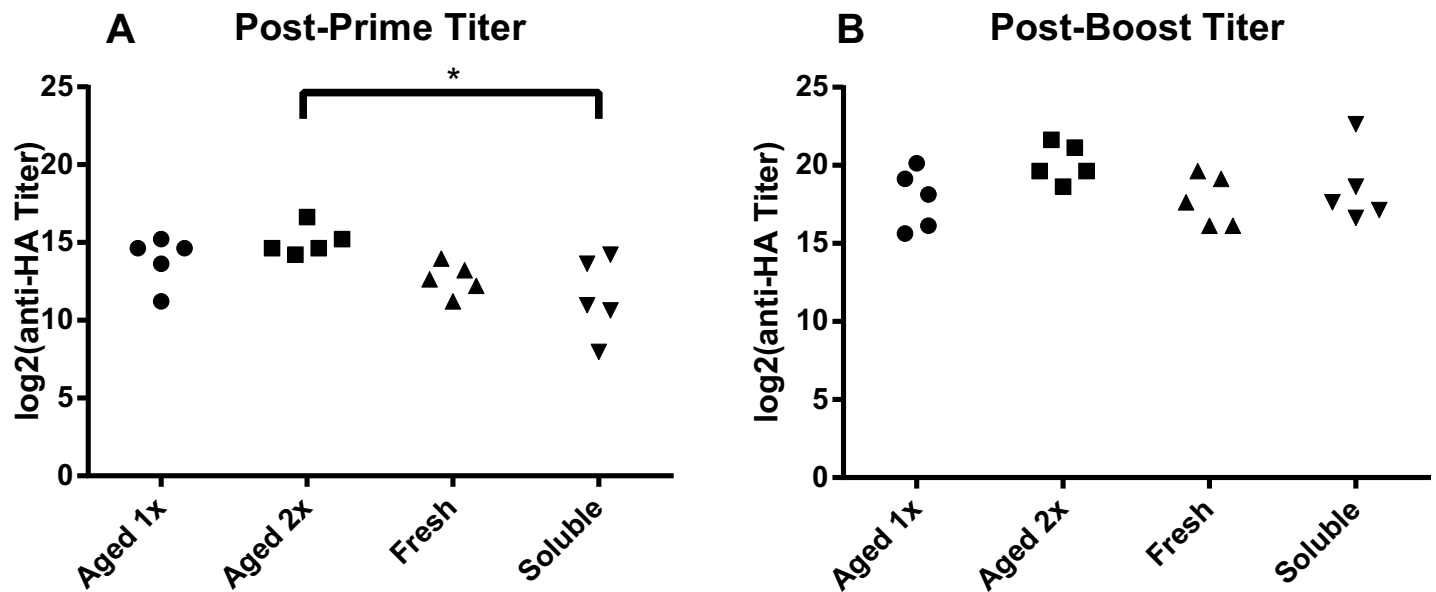 A Post-Prime Titer
*
log2(anti-HA Titer)
25
20
15
10
5
0
Aged 1x Aged 2x Fresh Soluble
B Post-Boost Titer
log2(anti-HA Titer)
25
20
15
10
5
0
Aged 1x Aged 2x Fresh Soluble